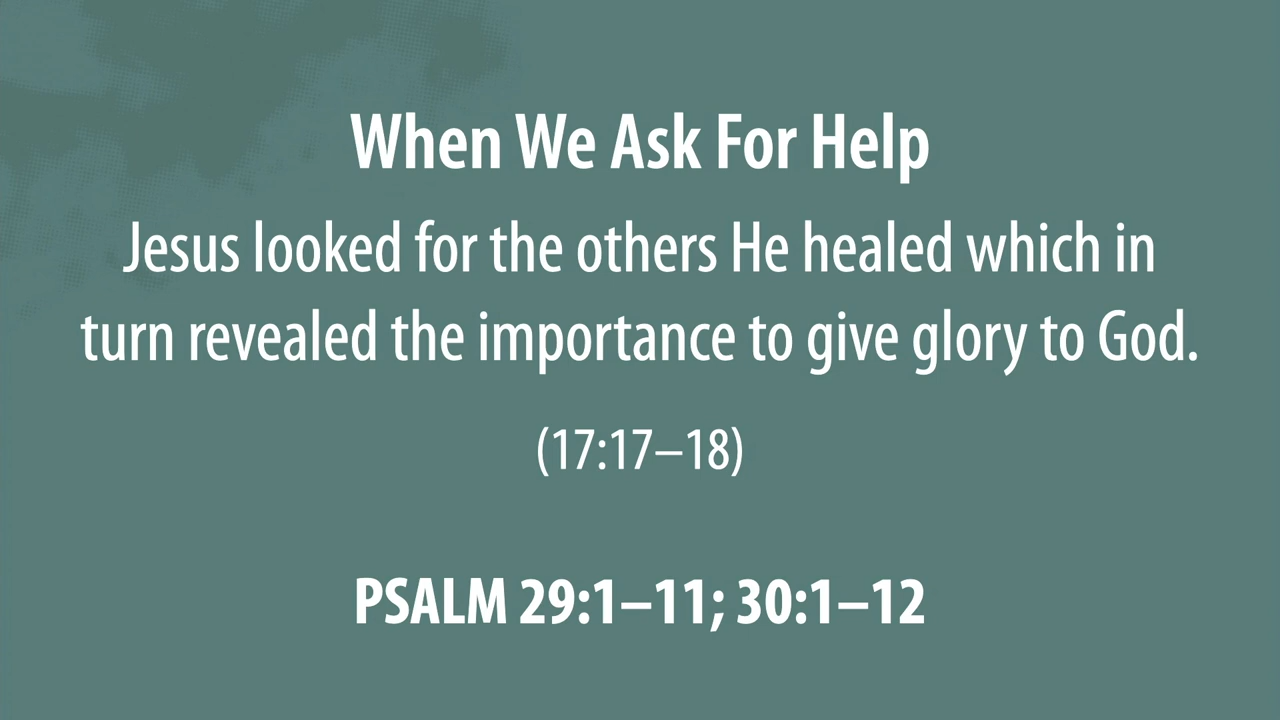 When We Ask For Help
Jesus looked for the others He healed which in
turn revealed the importance to give glory to God.
(17:17–18)
PSALM 29:1–11; 30:1–12